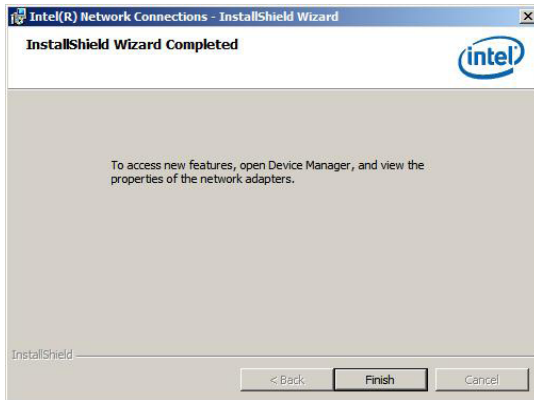 Intel(R) Network Connections - InstallShield Wizard
InstallShield Wizard Completed
intel
To access new features, open Device Manager, and view the
properties of the network adapters.
InstallShield
< Back Finish Cancel